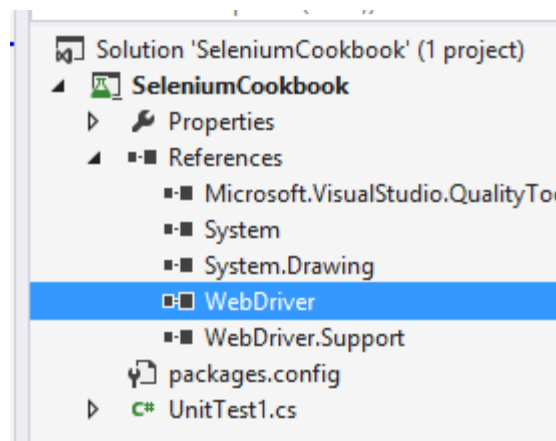 Solution 'SeleniumCookbook' (1 project)
SeleniumCookbook
Properties
References
Microsoft.VisualStudio.QualityToo
System
System.Drawing
WebDriver
WebDriver.Support
packages.config
C# UnitTest1.cs